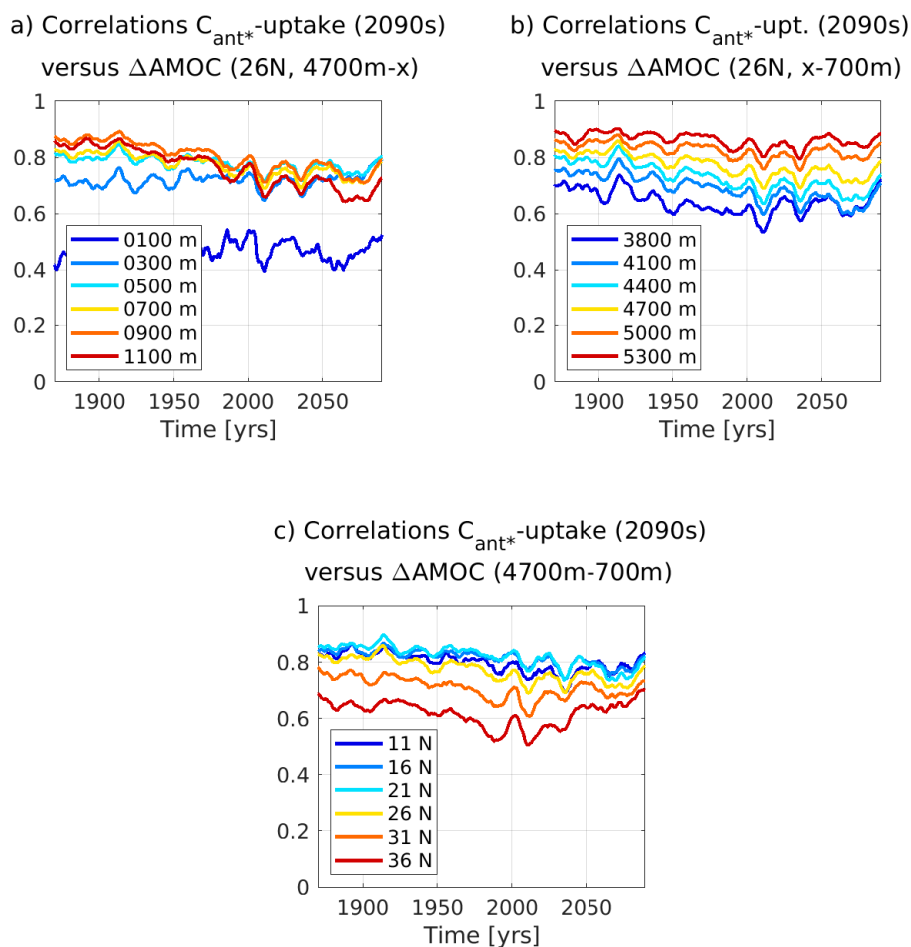 a) Correlations C_ant*-uptake (2090s)
versus ΔAMOC (26N, 4700m-x)
1
0.8
0.6
0.4
0.2
0
0100 m
0300 m
0500 m
0700 m
0900 m
1100 m
1900 1950 2000 2050
Time [yrs]
b) Correlations C_ant*-upt. (2090s)
versus ΔAMOC (26N, x-700m)
1
0.8
0.6
0.4
0.2
0
3800 m
4100 m
4400 m
4700 m
5000 m
5300 m
1900 1950 2000 2050
Time [yrs]
c) Correlations C_ant*-uptake (2090s)
versus ΔAMOC (4700m-700m)
1
0.8
0.6
0.4
0.2
0
11 N
16 N
21 N
26 N
31 N
36 N
1900 1950 2000 2050
Time [yrs]